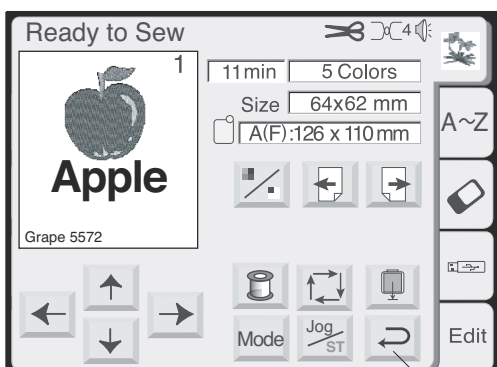 Ready to Sew
4
1
11min
5 Colors
Size
64x62 mm
A(F):126 x 110mm
Apple
Grape 5572
A~Z
Mode
Jog/ST
Edit